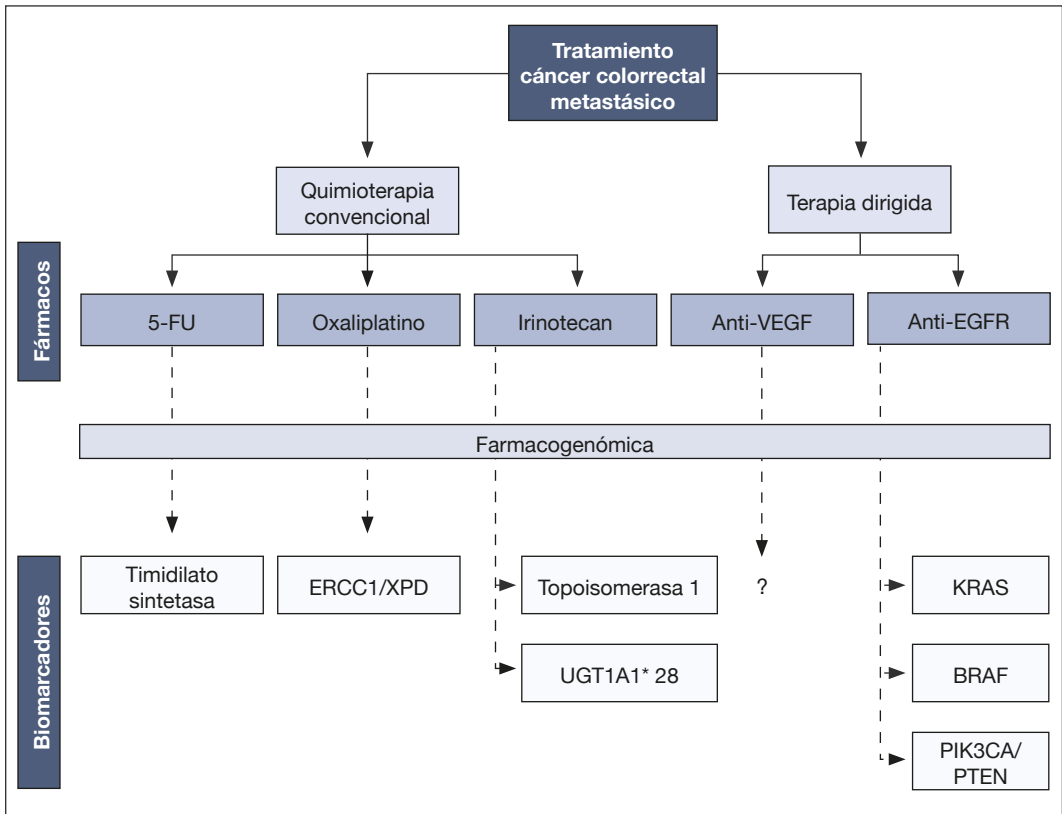 Tratamiento
cáncer colorrectal
metastásico
Quimioterapia
convencional
Terapia dirigida
Fármacos
5-FU
Oxaliplatino
Irinotecan
Anti-VEGF
Anti-EGFR
Farmacogenómica
Biomarcadores
Timidilato
sintetasa
ERCC1/XPD
Topoisomerasa 1
?
KRAS
UGT1A1* 28
BRAF
PIK3CA/
PTEN